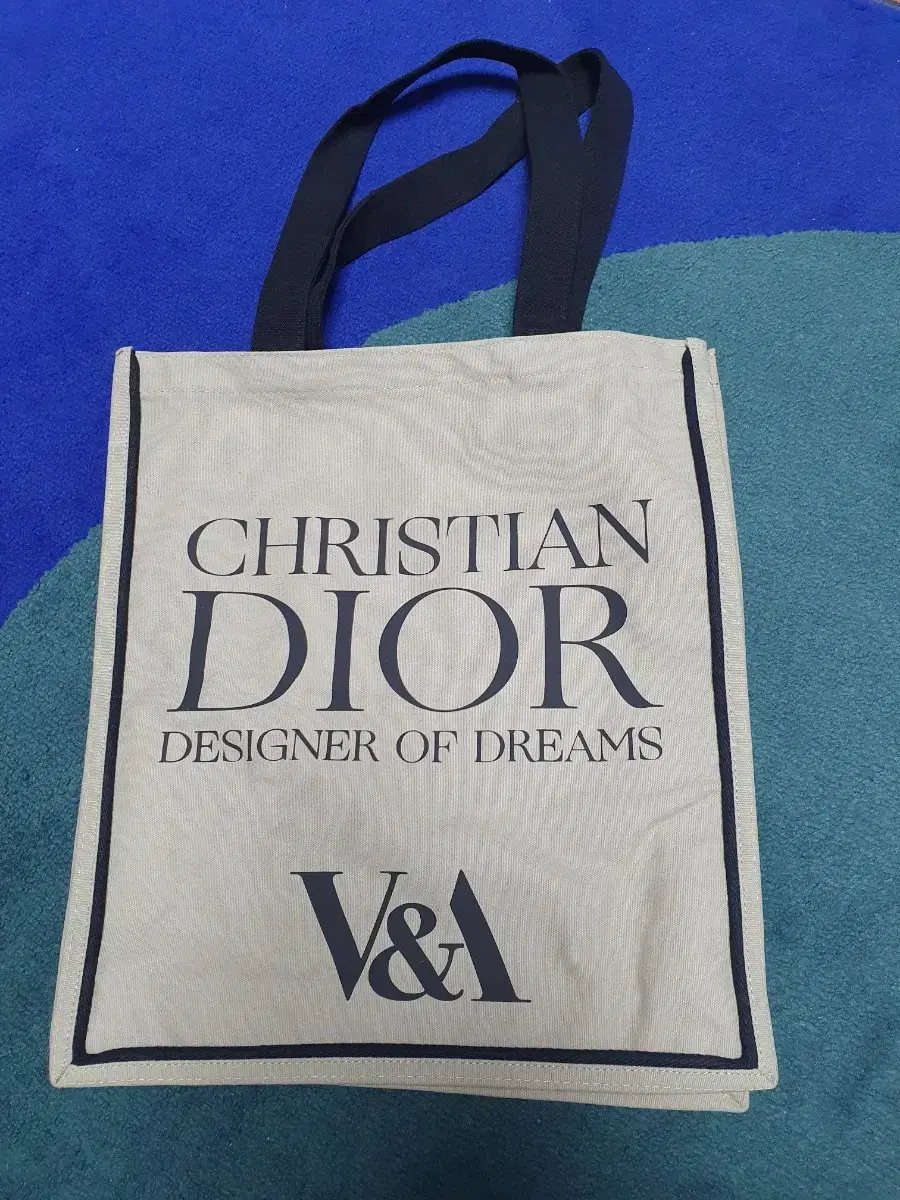 CHRISTIAN
DIOR
DESIGNER OF DREAMS
V&A